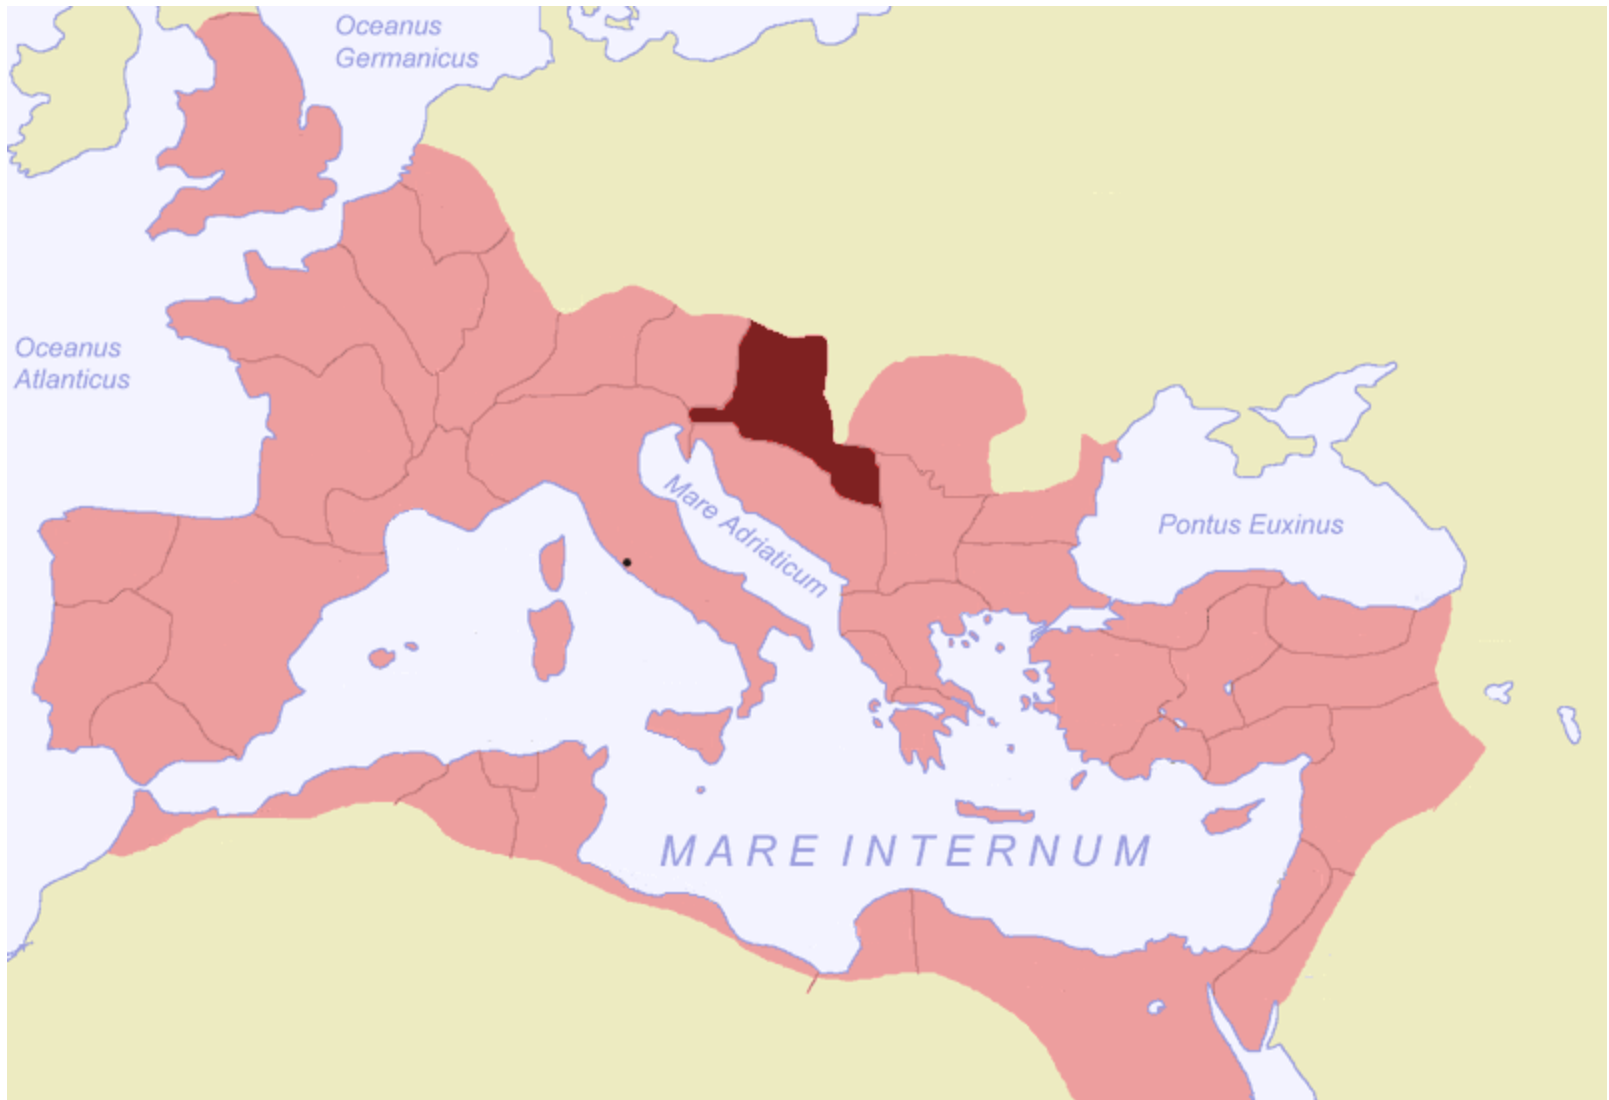 Oceanus
Germanicus
Oceanus
Atlanticus
Mare Adriaticum
Pontus Euxinus
MARE INTERNUM